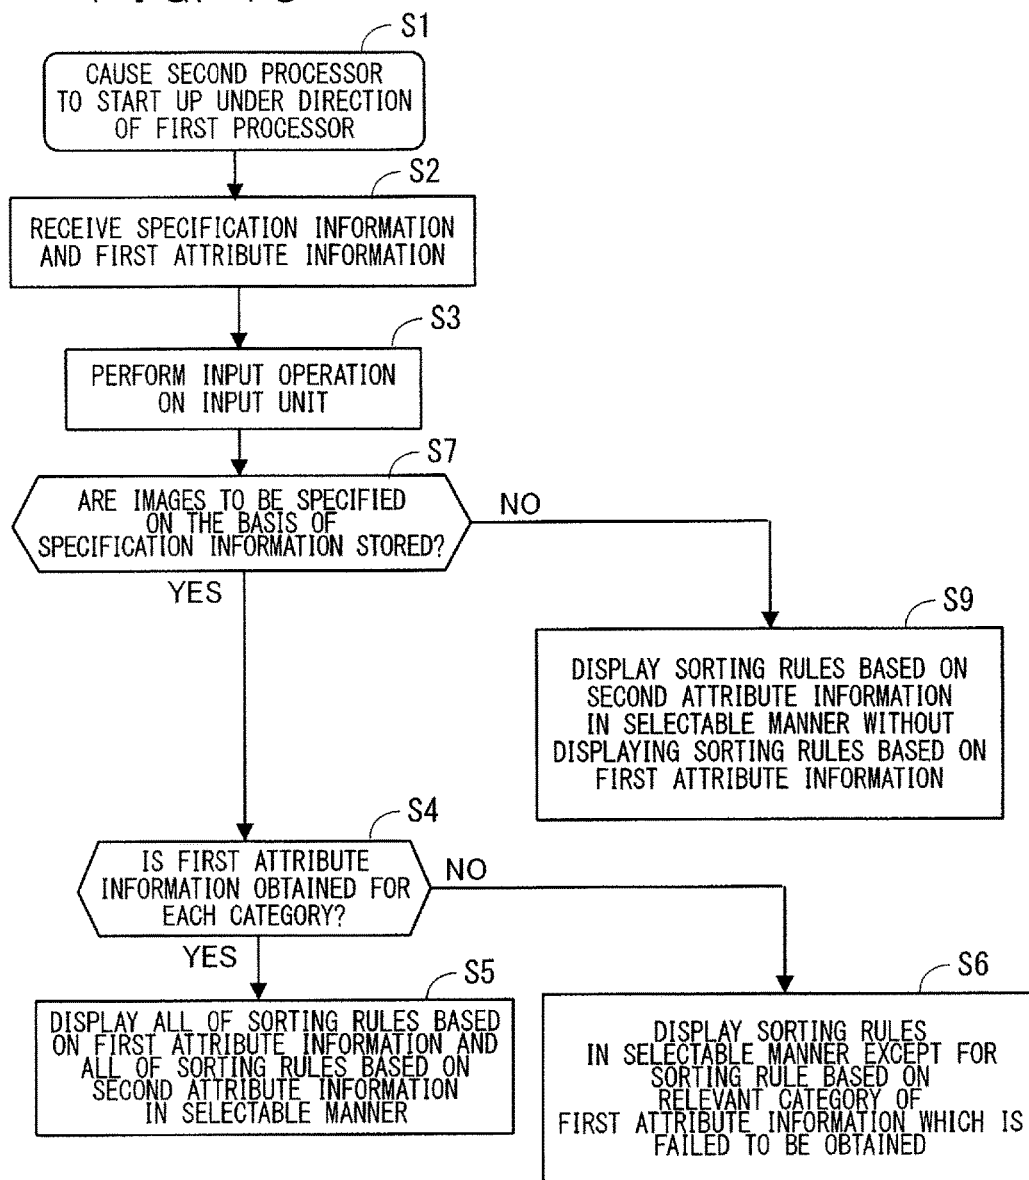 S1
CAUSE SECOND PROCESSOR
TO START UP UNDER DIRECTION
OF FIRST PROCESSOR
S2
RECEIVE SPECIFICATION INFORMATION
AND FIRST ATTRIBUTE INFORMATION
S3
PERFORM INPUT OPERATION
ON INPUT UNIT
S7
ARE IMAGES TO BE SPECIFIED
ON THE BASIS OF
SPECIFICATION INFORMATION STORED?
NO
YES
S9
DISPLAY SORTING RULES BASED ON
SECOND ATTRIBUTE INFORMATION
IN SELECTABLE MANNER WITHOUT
DISPLAYING SORTING RULES BASED ON
FIRST ATTRIBUTE INFORMATION
S4
IS FIRST ATTRIBUTE
INFORMATION OBTAINED FOR
EACH CATEGORY?
NO
YES
S5
DISPLAY ALL OF SORTING RULES BASED
ON FIRST ATTRIBUTE INFORMATION AND
ALL OF SORTING RULES BASED ON
SECOND ATTRIBUTE INFORMATION
IN SELECTABLE MANNER
S6
DISPLAY SORTING RULES
IN SELECTABLE MANNER EXCEPT FOR
SORTING RULE BASED ON
RELEVANT CATEGORY OF
FIRST ATTRIBUTE INFORMATION WHICH IS
FAILED TO BE OBTAINED